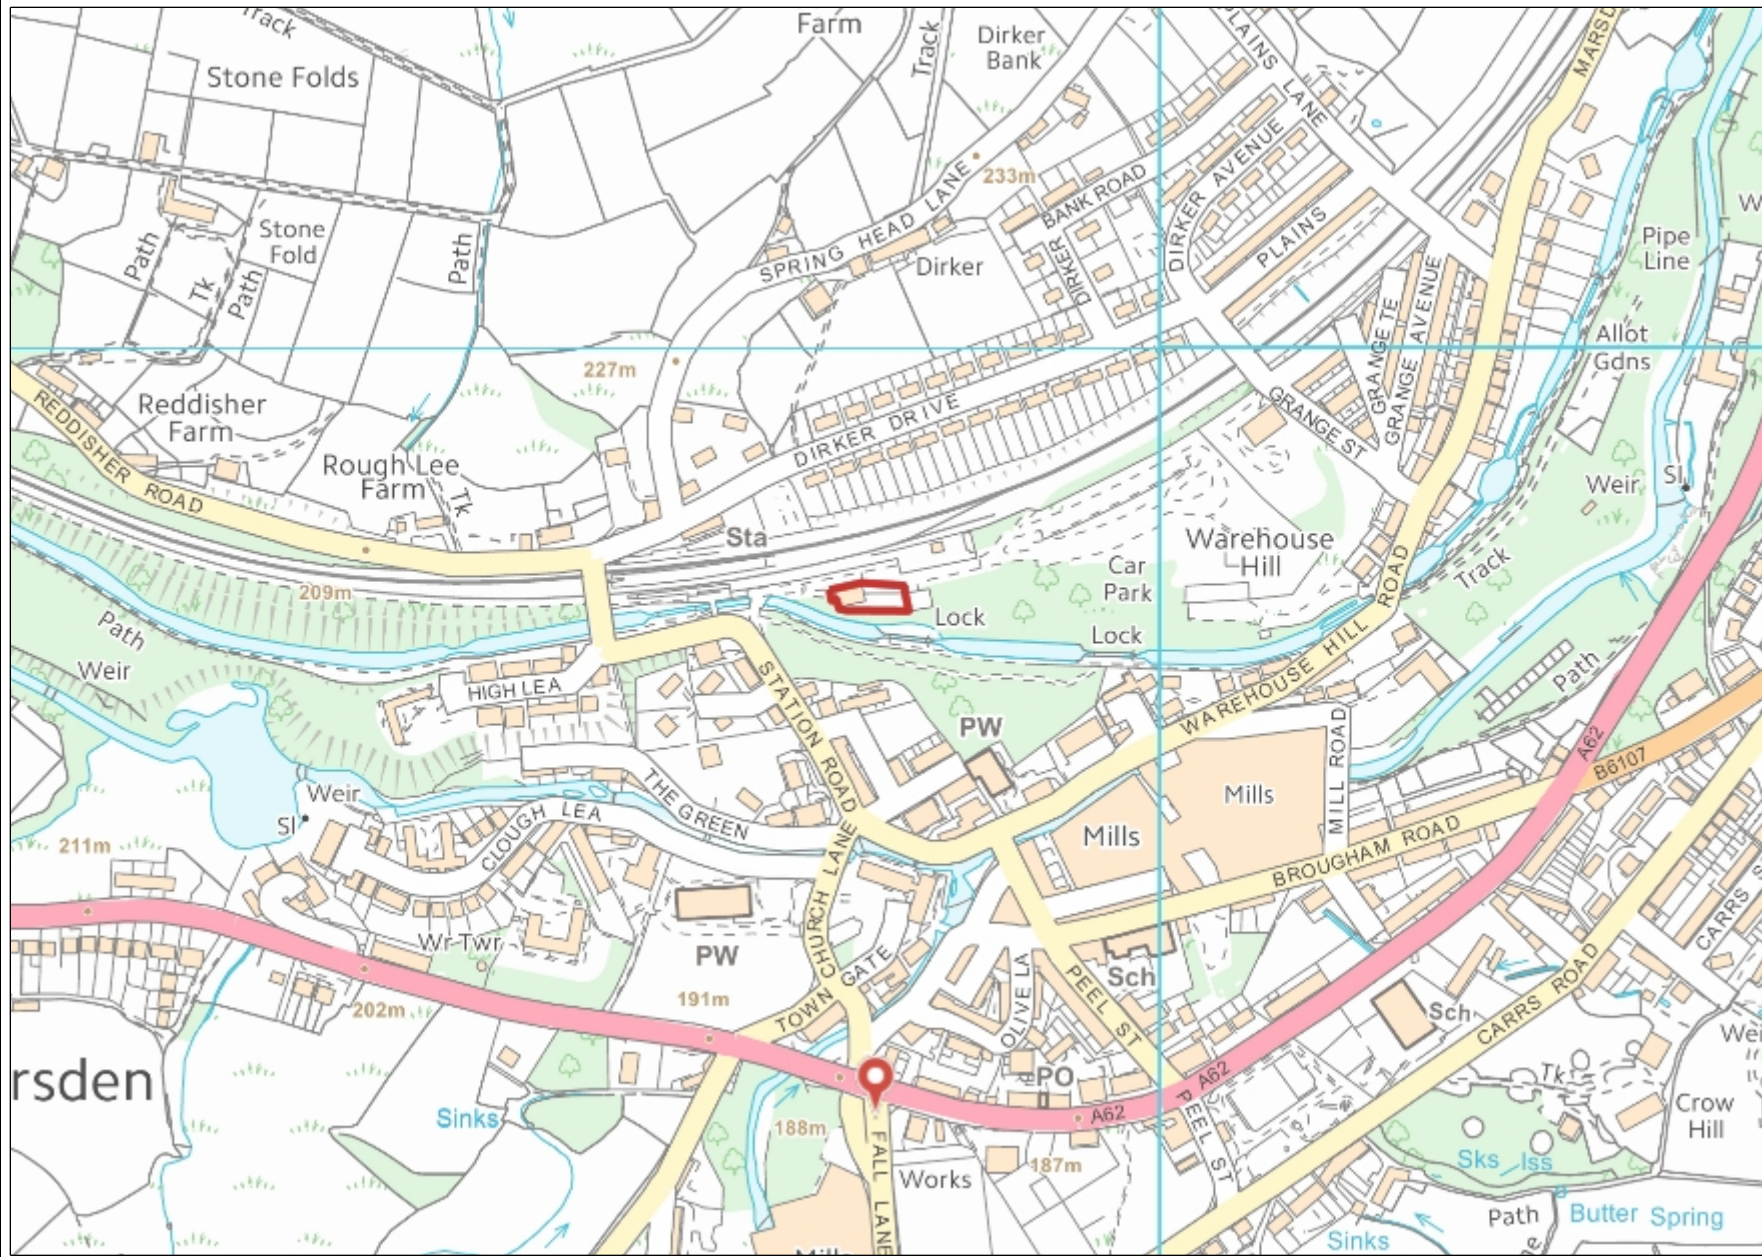 Track
Farm
Track
Dirker
Bank
PLAINS LANE
MARSD
Stone Folds
233m
BANK ROAD
DIRKER AVENUE
Path
Stone
Fold
Tk
Path
Path
SPRING HEAD LANE
Dirker
DIRKER
PLAINS
Pipe
Line
W
GRANGE TE
GRANGE AVENUE
Allot
Gdns
227m
REDDISHER ROAD
Reddisher
Farm
Rough Lee
Farm
Tk
DIRKER DRIVE
GRANGE ST
Weir
Sl
Sta
Warehouse
Hill
Car
Park
Track
209m
Path
Weir
Lock
Lock
WAREHOUSE HILL ROAD
Path
HIGH LEA
STATION ROAD
PW
MILL ROAD
A62
B6107
Weir
Sl
THE GREEN
CLOUGH LEA
Mills
Mills
211m
BROUGHAM ROAD
CHURCH LANE
Wr Twr
PW
TOWN GATE
Sch
CARRS
191m
202m
OLIVE LA
PEEL ST
Sch
CARRS ROAD
Wei
rsden
PO
A62
A62
PEEL ST
Tk
Crow
Hill
Sinks
188m
187m
FALL LANE
Works
Sks
Iss
Path
Butter Spring
Sinks
Mills